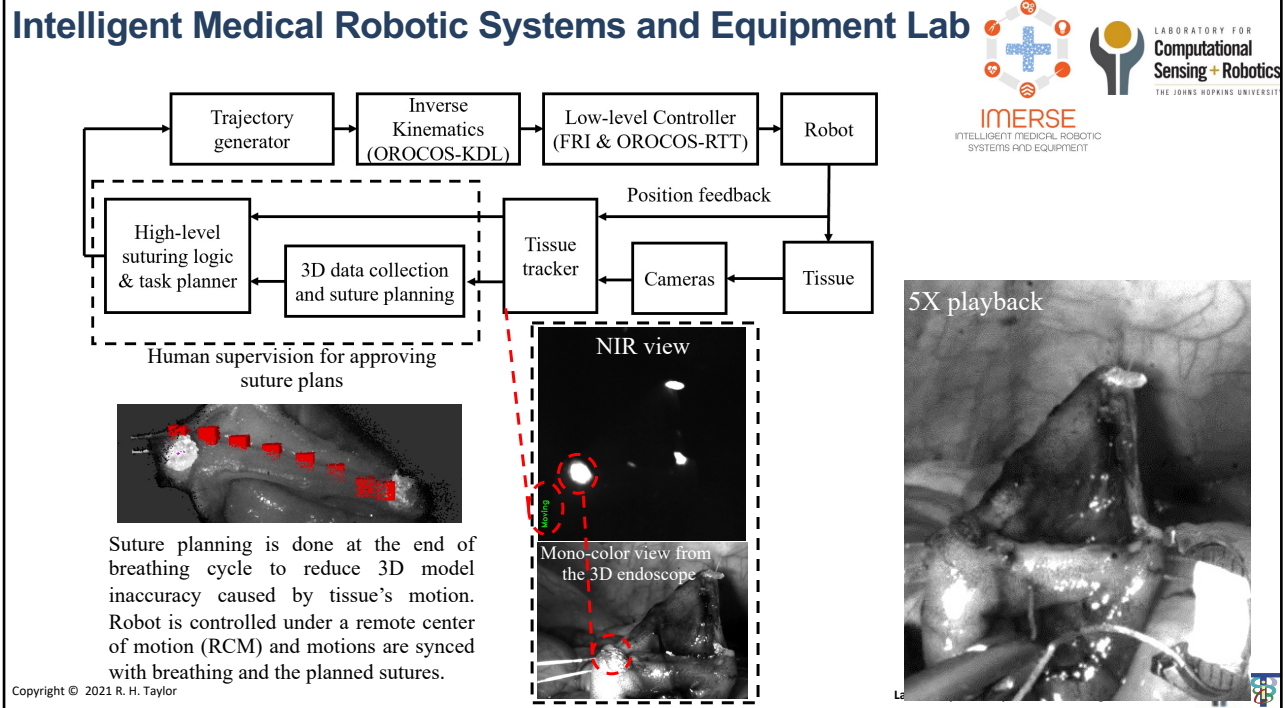 Intelligent Medical Robotic Systems and Equipment Lab
IMERSE
INTELLIGENT MEDICAL ROBOTIC
SYSTEMS AND EQUIPMENT
LABORATORY FOR
Computational
Sensing + Robotics
THE JOHNS HOPKINS UNIVERSITY
Trajectory
generator
Inverse
Kinematics
(OROCOS-KDL)
Low-level Controller
(FRI & OROCOS-RTT)
Robot
Position feedback
High-level
suturing logic
& task planner
3D data collection
and suture planning
Tissue
tracker
Cameras
Tissue
Human supervision for approving
suture plans
NIR view
Moving
Mono-color view from
the 3D endoscope
5X playback
Suture planning is done at the end of
breathing cycle to reduce 3D model
inaccuracy caused by tissue’s motion.
Robot is controlled under a remote center
of motion (RCM) and motions are synced
with breathing and the planned sutures.
Copyright © 2021 R. H. Taylor